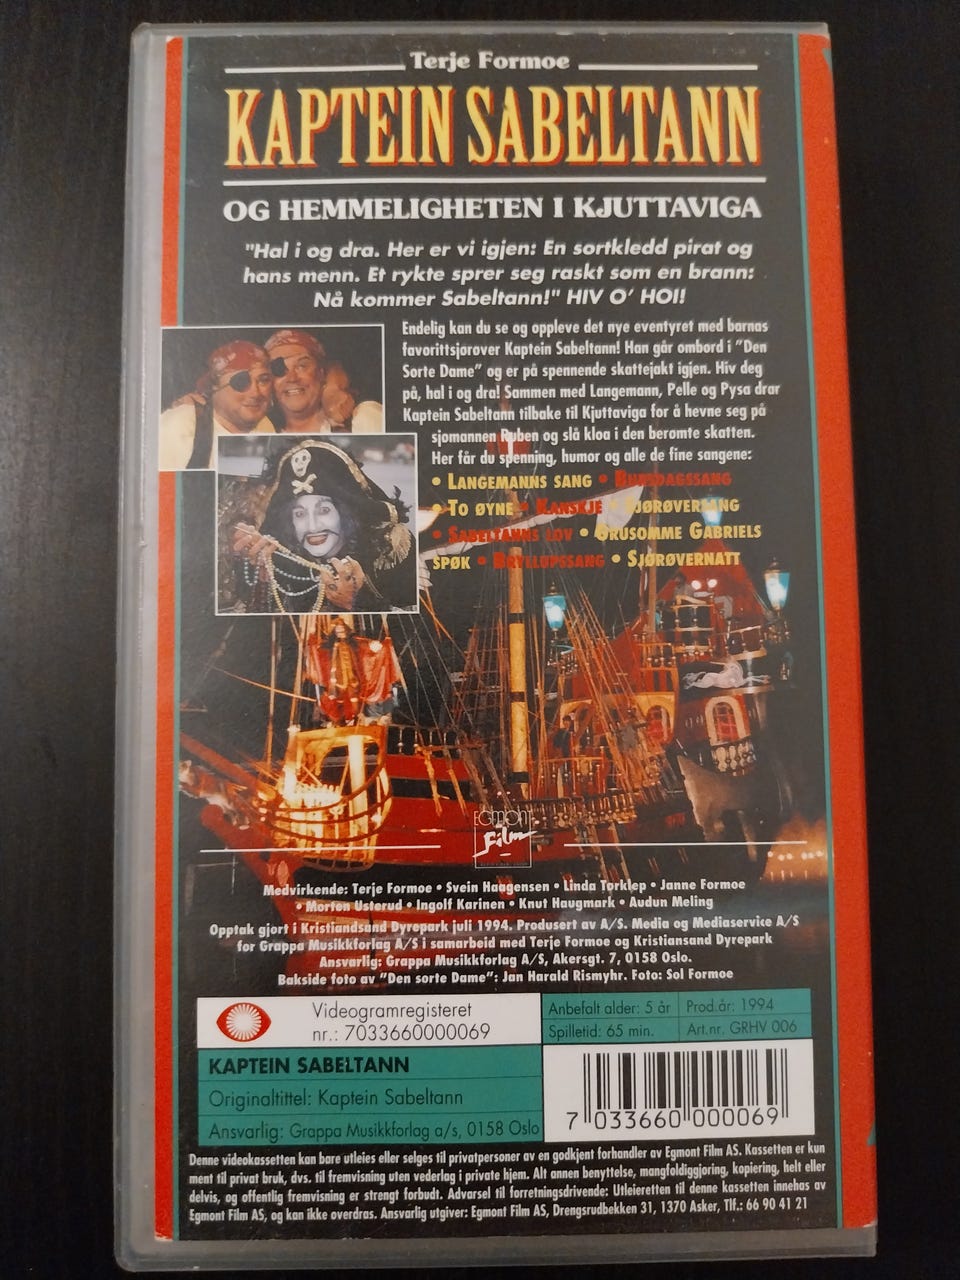 Terje Formoe
KAPTEIN SABELTANN
OG HEMMELIGHETEN I KJUTTAVIGA
"Hal i og dra. Her er vi igjen: En sortkledd pirat og
hans menn. Et rykte sprer seg raskt som en brann:
Nå kommer Sabeltann!" HIV O' HOI!
Endelig kan du se og oppleve det nye eventyret med barnas
favorittsjørover Kaptein Sabeltann! Han går ombord i "Den
Sorte Dame" og er på spennende skattejakt igjen. Hiv deg
på, hal i og dra! Sammen med Langemann, Pelle og Pysa drar
Kaptein Sabeltann tilbake til Kjuttaviga for å hevne seg på
sjømannen Ruben og slå kloa i den berømte skatten.
Her får du spenning, humor og alle de fine sangene:
• LANGEMANNS SANG • BURSDAGSSANG
• TO ØYNE • KANSKJE • SJØRØVERSANG
• SABELTANNS LOV • GRUSOMME GABRIELS
SPØK • BRYLLUPSSANG • SJØRØVERNATT
EGMONT
Film
Medvirkende: Terje Formoe • Svein Haagensen • Linda Torklep • Janne Formoe
• Morten Usterud • Ingolf Karinen • Knut Haugmark • Audun Meling
Opptak gjort i Kristiandsand Dyrepark juli 1994. Produsert av A/S. Media og Mediaservice A/S
for Grappa Musikkforlag A/S i samarbeid med Terje Formoe og Kristiansand Dyrepark
Ansvarlig: Grappa Musikkforlag A/S, Akersgt. 7, 0158 Oslo.
Bakside foto av "Den sorte Dame": Jan Harald Rismyhr. Foto: Sol Formoe
Videogramregisteret
nr.: 7033660000069
Anbefalt alder: 5 år Prod.år: 1994
Spilletid: 65 min. Art.nr. GRHV 006
KAPTEIN SABELTANN
Originaltittel: Kaptein Sabeltann
Ansvarlig: Grappa Musikkforlag a/s, 0158 Oslo
7 033660 000069
Denne videokassetten kan bare utleies eller selges til privatpersoner av en godkjent forhandler av Egmont Film AS. Kassetten er kun
ment til privat bruk, dvs. til fremvisning uten vederlag i private hjem. Alt annen benyttelse, mangfoldiggjøring, kopiering, helt eller
delvis, og offentlig fremvisning er strengt forbudt. Advarsel til forretningsdrivende: Utleieretten til denne kassetten innehas av
Egmont Film AS, og kan ikke overdras. Ansvarlig utgiver: Egmont Film AS, Drengsrudbekken 31, 1370 Asker, Tlf.: 66 90 41 21